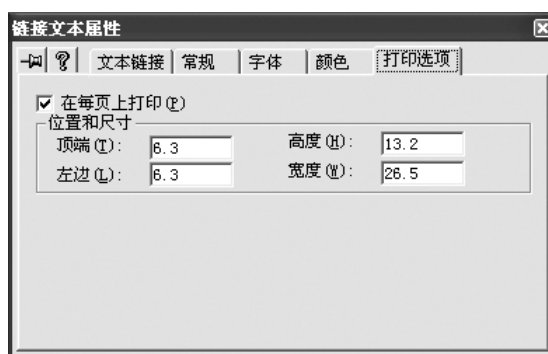 链接文本属性
? 文本链接 常规 字体 颜色 打印选项
在每页上打印(P)
位置和尺寸
顶端(T): 6.3 高度(H): 13.2
左边(L): 6.3 宽度(W): 26.5